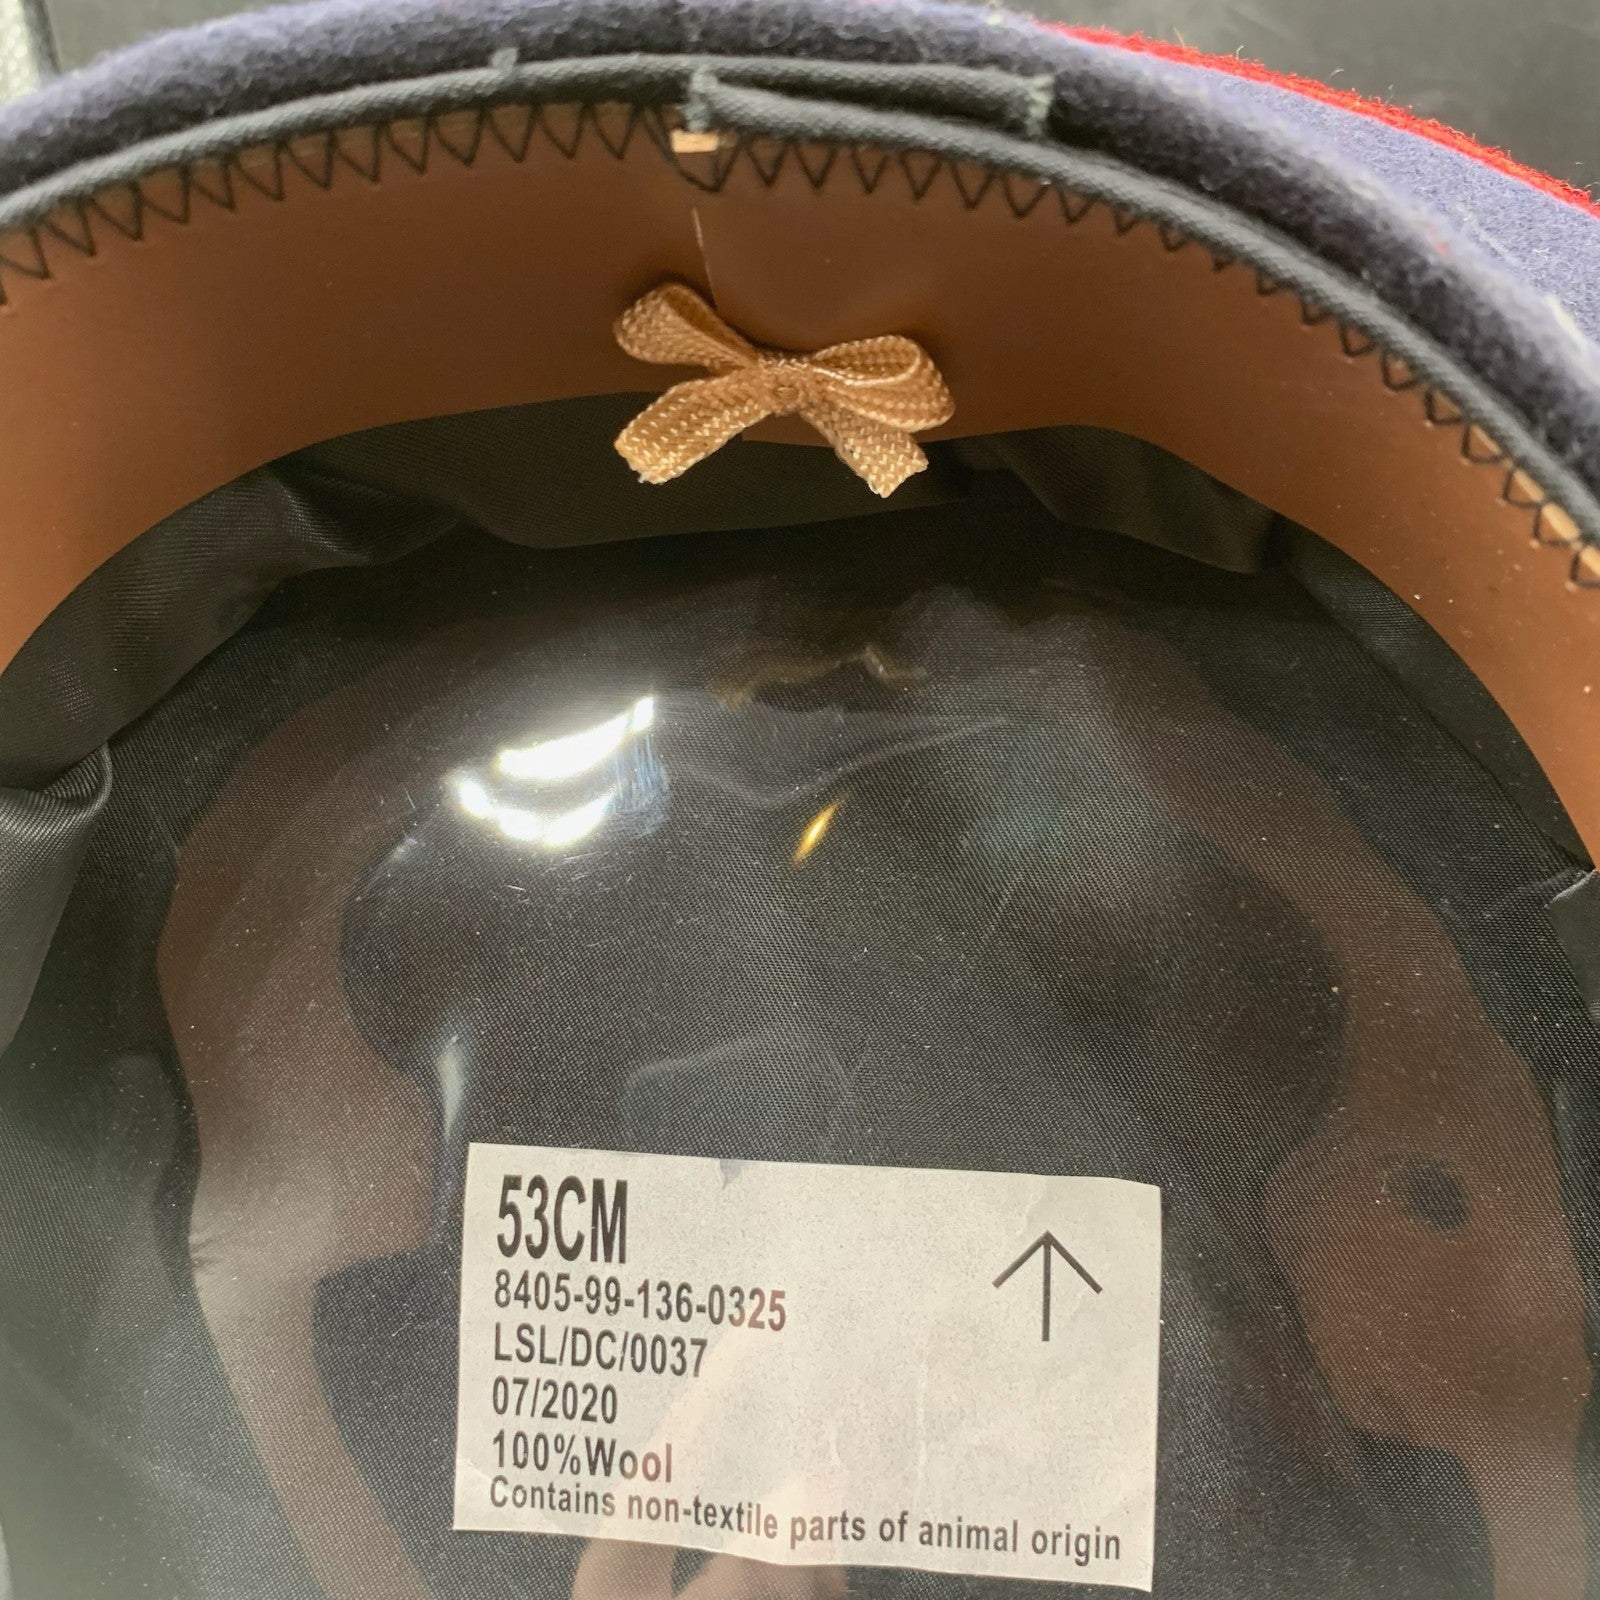 53CM
8405-99-136-0325
LSL/DC/0037
07/2020
100%Wool
Contains non-textile parts of animal origin